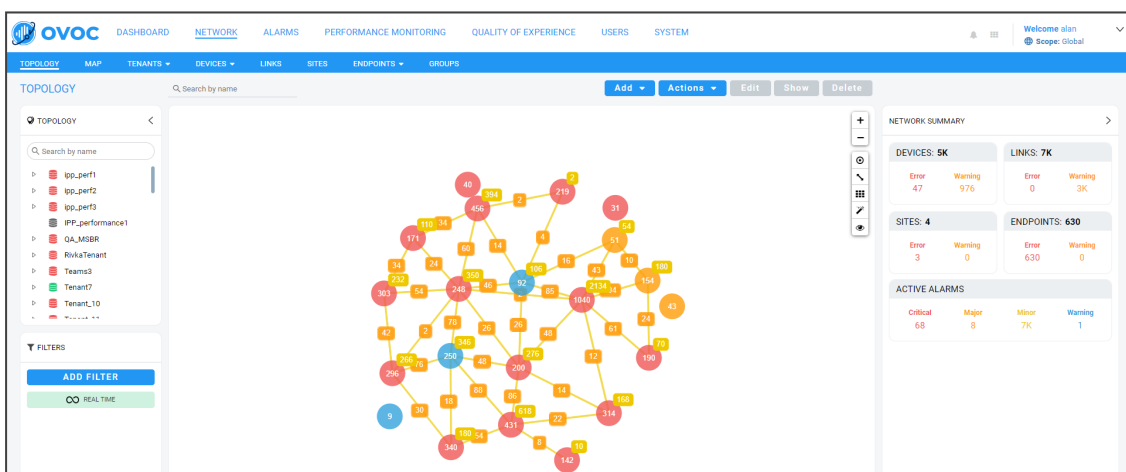 OVOC DASHBOARD NETWORK ALARMS PERFORMANCE MONITORING QUALITY OF EXPERIENCE USERS SYSTEM Welcome alan
Scope: Global
TOPOLOGY MAP TENANTS DEVICES LINKS SITES ENDPOINTS GROUPS
TOPOLOGY Search by name Add Actions Edit Show Delete
TOPOLOGY
Search by name
ipp_perf1
ipp_perf2
ipp_perf3
IPP_performance1
QA_MSBR
RivkaTenant
Teams3
Tenant7
Tenant_10
FILTERS
ADD FILTER
REAL TIME
2
40 394 219
456 2 31
110 34 54
171 60 14 4 51
34 24 16 10
232 350 106 43 180
303 54 248 46 92 85 2134 154
1040 43
42 2 78 26 26 48 61 24
346 70
266 76 250 48 276 12 190
296 200
88 86 14 168
9 30 18 618 22 314
180 54 431 8 10
340 142
NETWORK SUMMARY
DEVICES: 5K
Error Warning
47 976
LINKS: 7K
Error Warning
0 3K
SITES: 4
Error Warning
3 0
ENDPOINTS: 630
Error Warning
630 0
ACTIVE ALARMS
Critical Major Minor Warning
68 8 7K 1